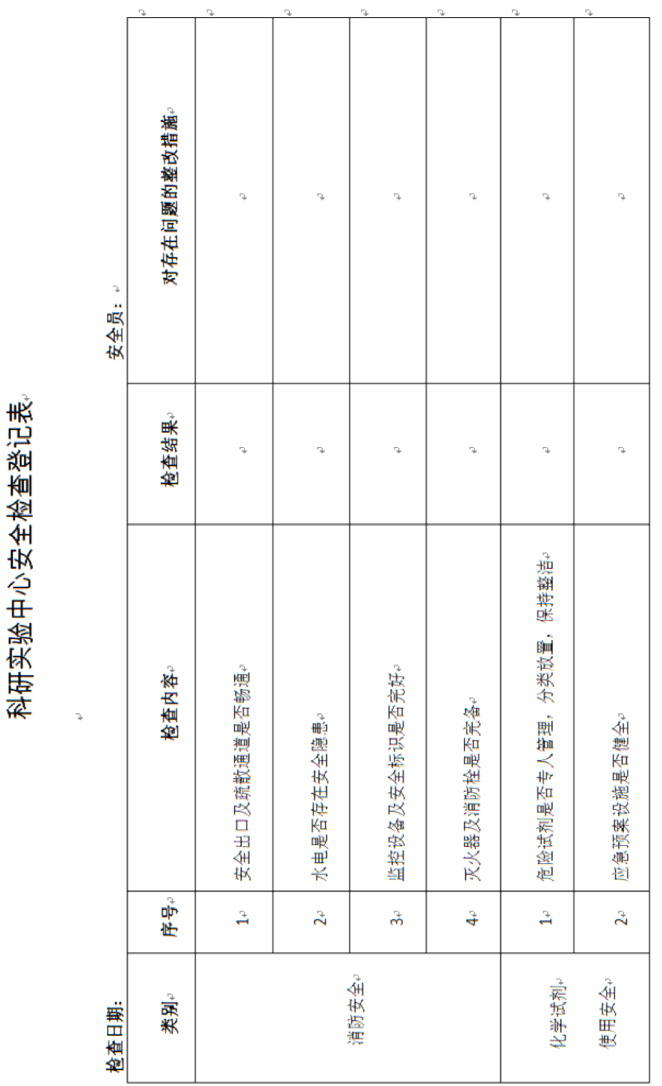 科研实验中心安全检查登记表
检查日期： 安全员：
类别 序号 检查内容 检查结果 对存在问题的整改措施
消防安全 1 安全出口及疏散通道是否畅通
2 水电是否存在安全隐患
3 监控设备及安全标识是否完好
4 灭火器及消防栓是否完备
化学试剂 1 危险试剂是否专人管理，分类放置，保持整洁
使用安全 2 应急预案设施是否健全